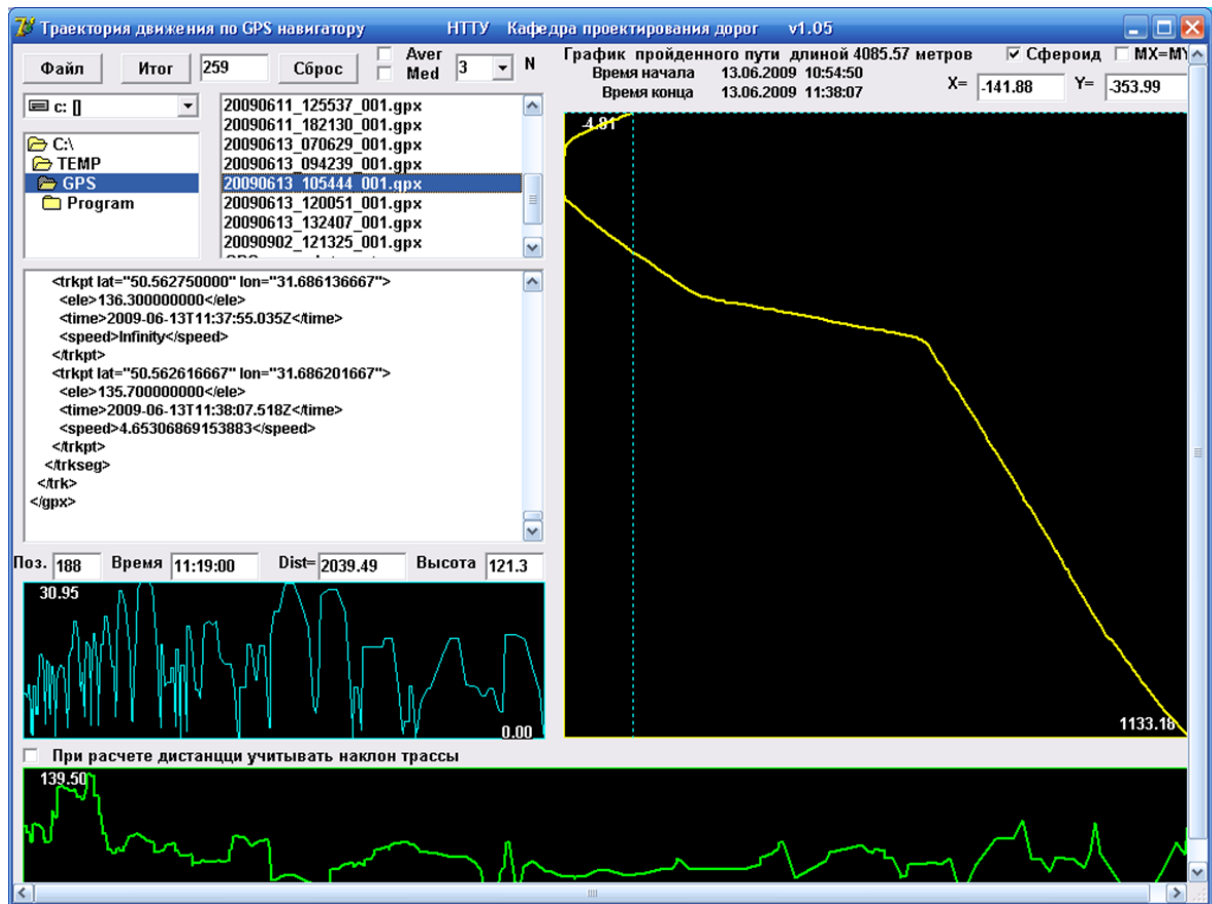 Траектория движения по GPS навигатору НТТУ Кафедра проектирования дорог v1.05
Файл Итог 259 Сброс Aver Med 3 N
c: []
C:\
TEMP
GPS
Program
20090611_125537_001.gpx
20090611_182130_001.gpx
20090613_070629_001.gpx
20090613_094239_001.gpx
20090613_105444_001.gpx
20090613_120051_001.gpx
20090613_132407_001.gpx
20090902_121325_001.gpx
График пройденного пути длиной 4085.57 метров Сфероид MX=MY
Время начала 13.06.2009 10:54:50
Время конца 13.06.2009 11:38:07
X= -141.88 Y= -353.99
-4.81
1133.18
<trkpt lat="50.562750000" lon="31.686136667">
<ele>136.300000000</ele>
<time>2009-06-13T11:37:55.035Z</time>
<speed>Infinity</speed>
</trkpt>
<trkpt lat="50.562616667" lon="31.686201667">
<ele>135.700000000</ele>
<time>2009-06-13T11:38:07.518Z</time>
<speed>4.65306869153883</speed>
</trkpt>
</trkseg>
</trk>
</gpx>
Поз. 188 Время 11:19:00 Dist= 2039.49 Высота 121.3
30.95
0.00
При расчете дистанцци учитывать наклон трассы
139.50